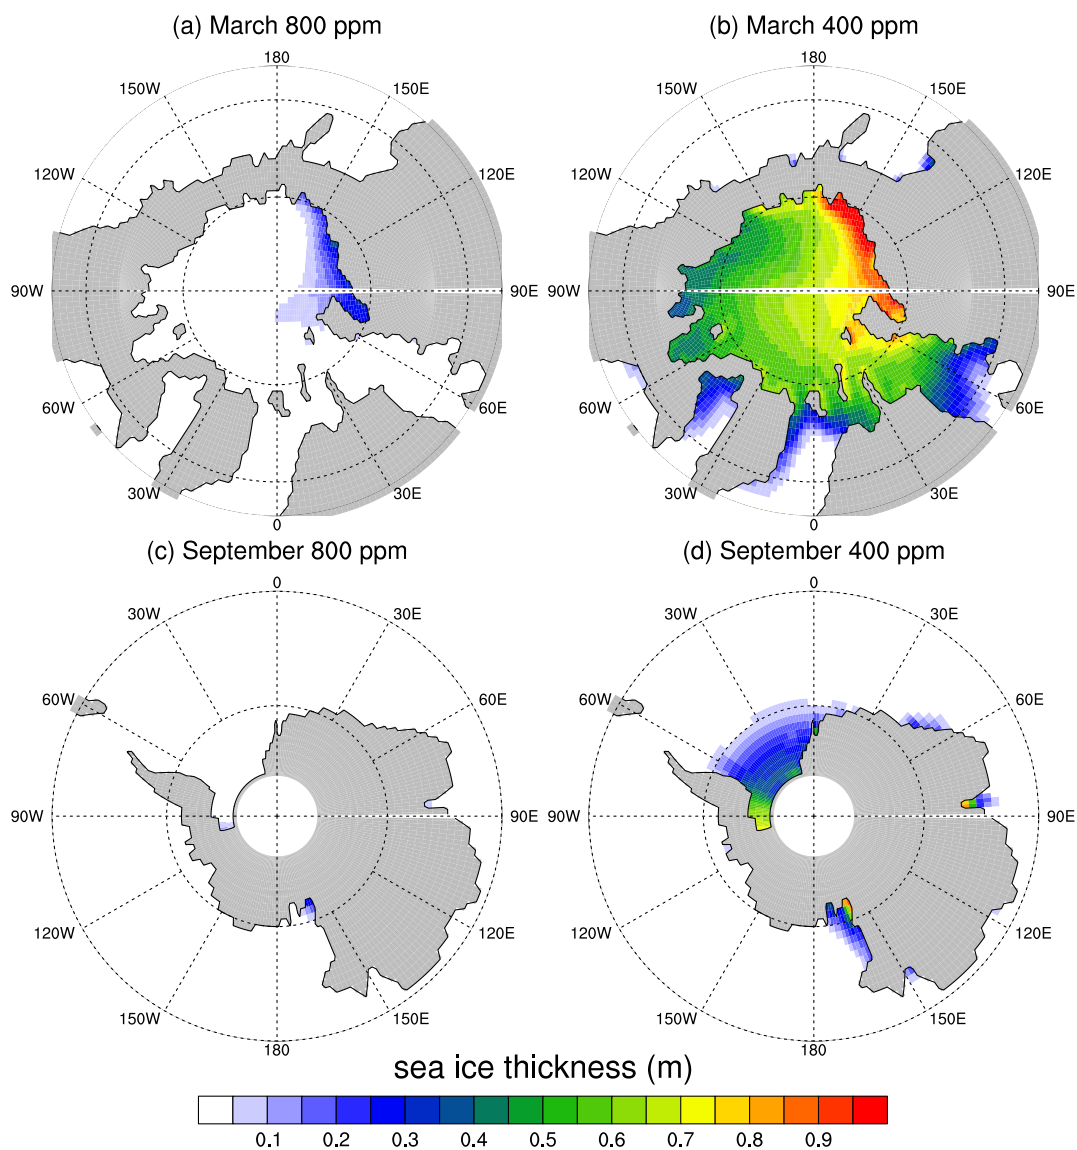 (a) March 800 ppm
(b) March 400 ppm
180
150W
150E
120W
120E
90W
90E
60W
60E
30W
30E
0
180
150W
150E
120W
120E
90W
90E
60W
60E
30W
30E
0
(c) September 800 ppm
(d) September 400 ppm
0
30W
30E
60W
60E
90W
90E
120W
120E
150W
150E
180
0
30W
30E
60W
60E
90W
90E
120W
120E
150W
150E
180
sea ice thickness (m)
0.1 0.2 0.3 0.4 0.5 0.6 0.7 0.8 0.9